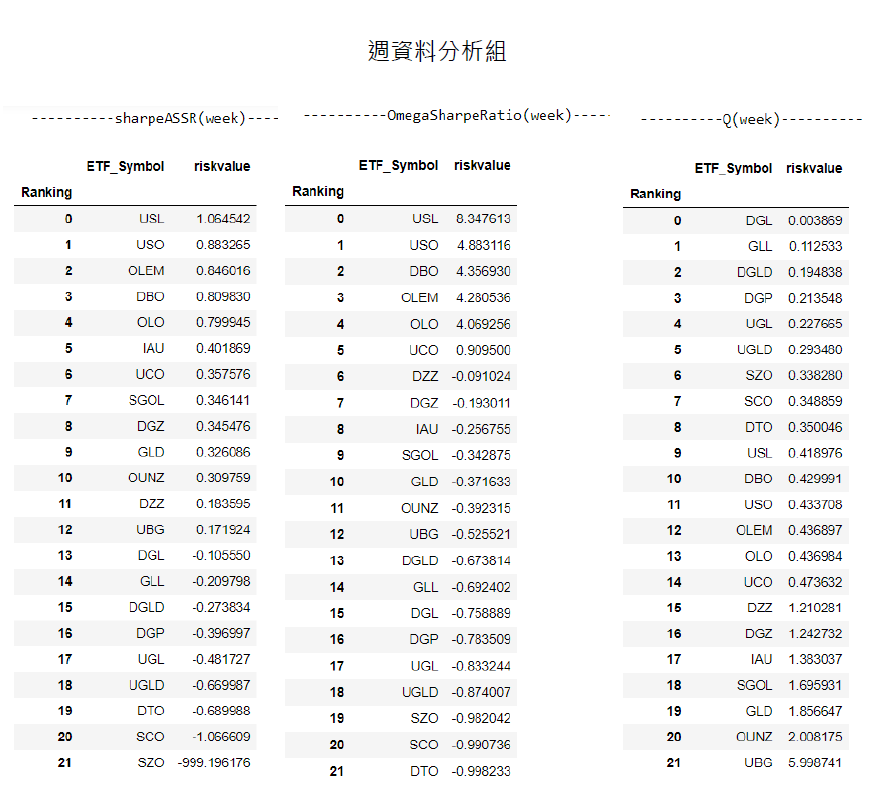 週資料分析組
----------sharpeASSR(week)----
ETF_Symbol riskvalue
Ranking
0 USL 1.064542
1 USO 0.883265
2 OLEM 0.846016
3 DBO 0.809830
4 OLO 0.799945
5 IAU 0.401869
6 UCO 0.357576
7 SGOL 0.346141
8 DGZ 0.345476
9 GLD 0.326086
10 OUNZ 0.309759
11 DZZ 0.183595
12 UBG 0.171924
13 DGL -0.105550
14 GLL -0.209798
15 DGLD -0.273834
16 DGP -0.396997
17 UGL -0.481727
18 UGLD -0.669987
19 DTO -0.689988
20 SCO -1.066609
21 SZO -999.196176
----------OmegaSharpeRatio(week)----
ETF_Symbol riskvalue
Ranking
0 USL 8.347613
1 USO 4.883116
2 DBO 4.356930
3 OLEM 4.280536
4 OLO 4.069256
5 UCO 0.909500
6 DZZ -0.091024
7 DGZ -0.193011
8 IAU -0.256755
9 SGOL -0.342875
10 GLD -0.371633
11 OUNZ -0.392315
12 UBG -0.525521
13 DGLD -0.673814
14 GLL -0.692402
15 DGL -0.758889
16 DGP -0.783509
17 UGL -0.833244
18 UGLD -0.874007
19 SZO -0.982042
20 SCO -0.990736
21 DTO -0.998233
----------Q(week)----------
ETF_Symbol riskvalue
Ranking
0 DGL 0.003869
1 GLL 0.112533
2 DGLD 0.194838
3 DGP 0.213548
4 UGL 0.227665
5 UGLD 0.293480
6 SZO 0.338280
7 SCO 0.348859
8 DTO 0.350046
9 USL 0.418976
10 DBO 0.429991
11 USO 0.433708
12 OLEM 0.436897
13 OLO 0.436984
14 UCO 0.473632
15 DZZ 1.210281
16 DGZ 1.242732
17 IAU 1.383037
18 SGOL 1.695931
19 GLD 1.856647
20 OUNZ 2.008175
21 UBG 5.998741